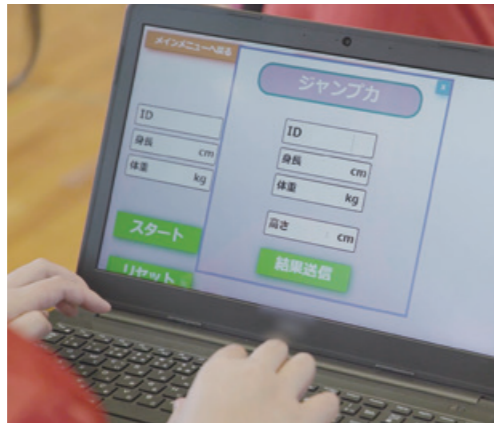 メインメニューへ戻る
ID
身長 cm
体重 kg
スタート
リセット
x
ジャンプ力
ID
身長 cm
体重 kg
高さ cm
結果送信